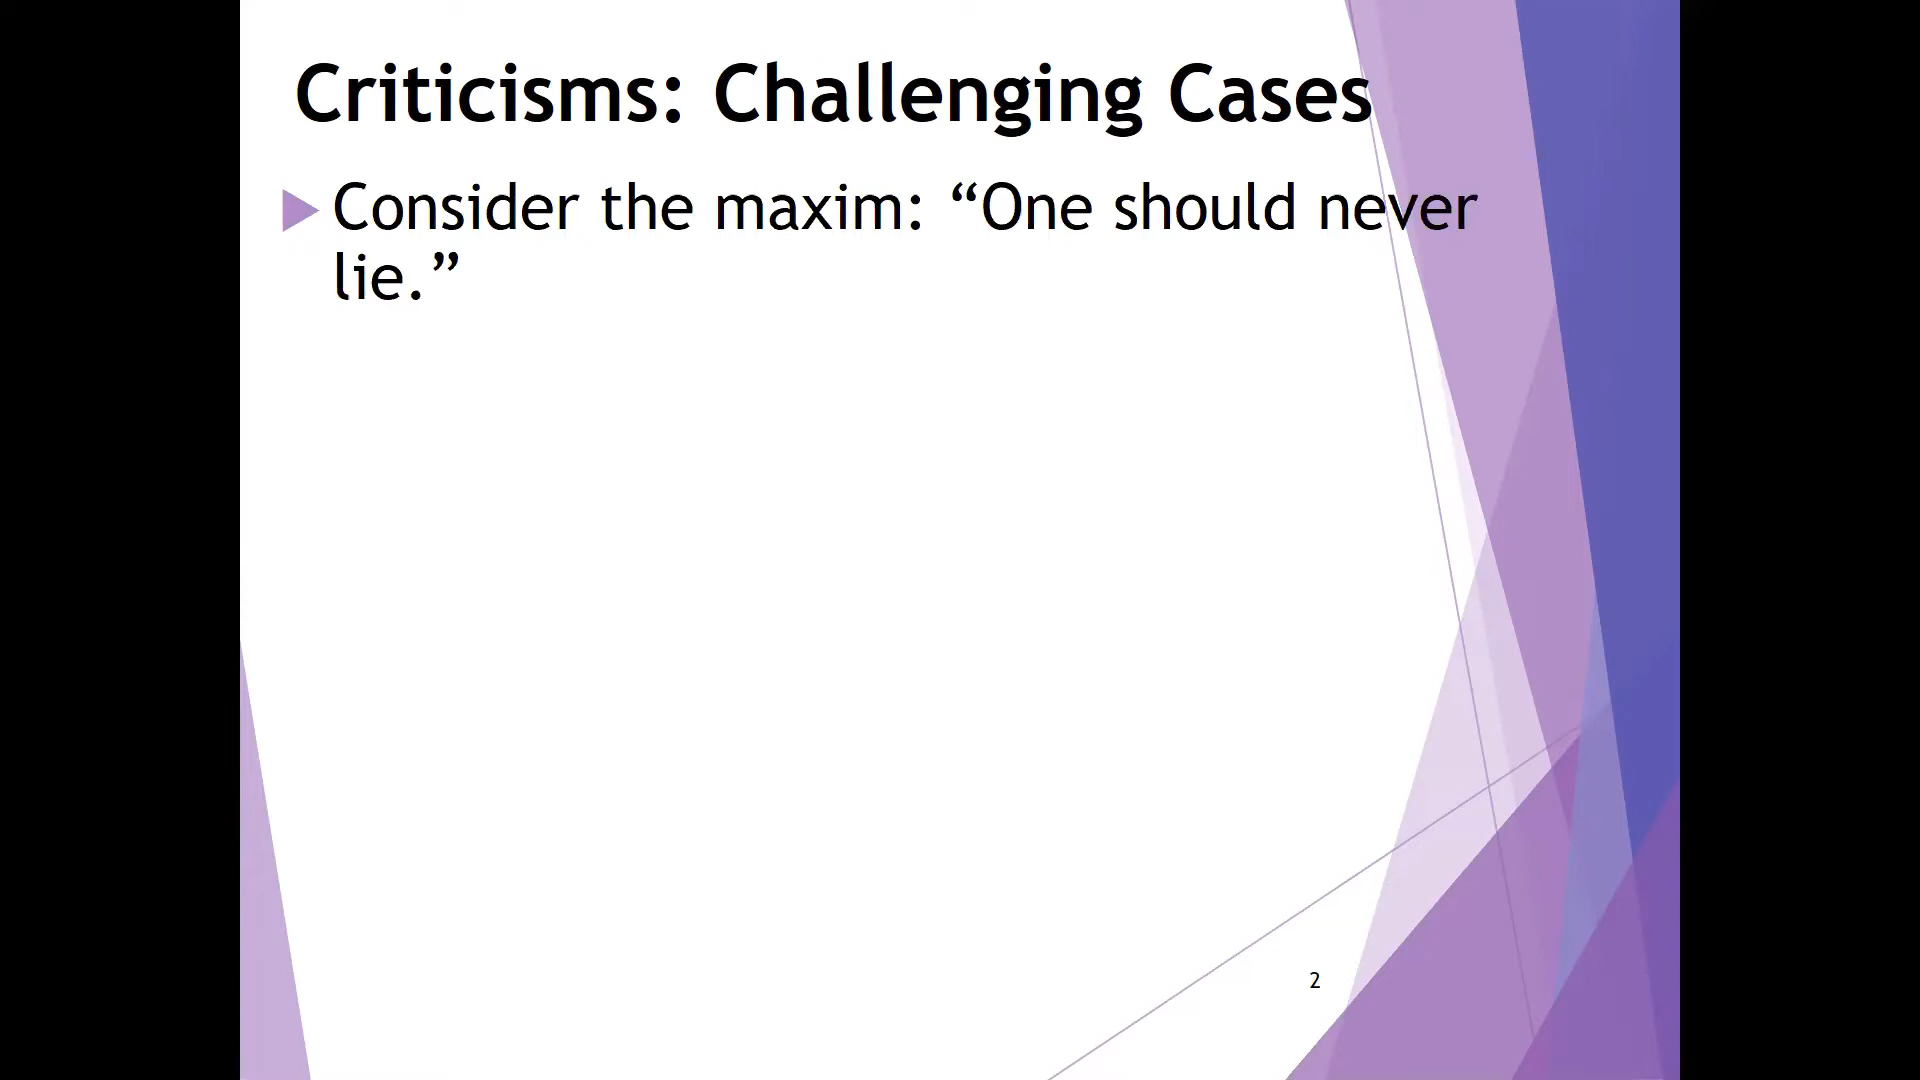 Criticisms: Challenging Cases
Consider the maxim: “One should never
lie.”
2